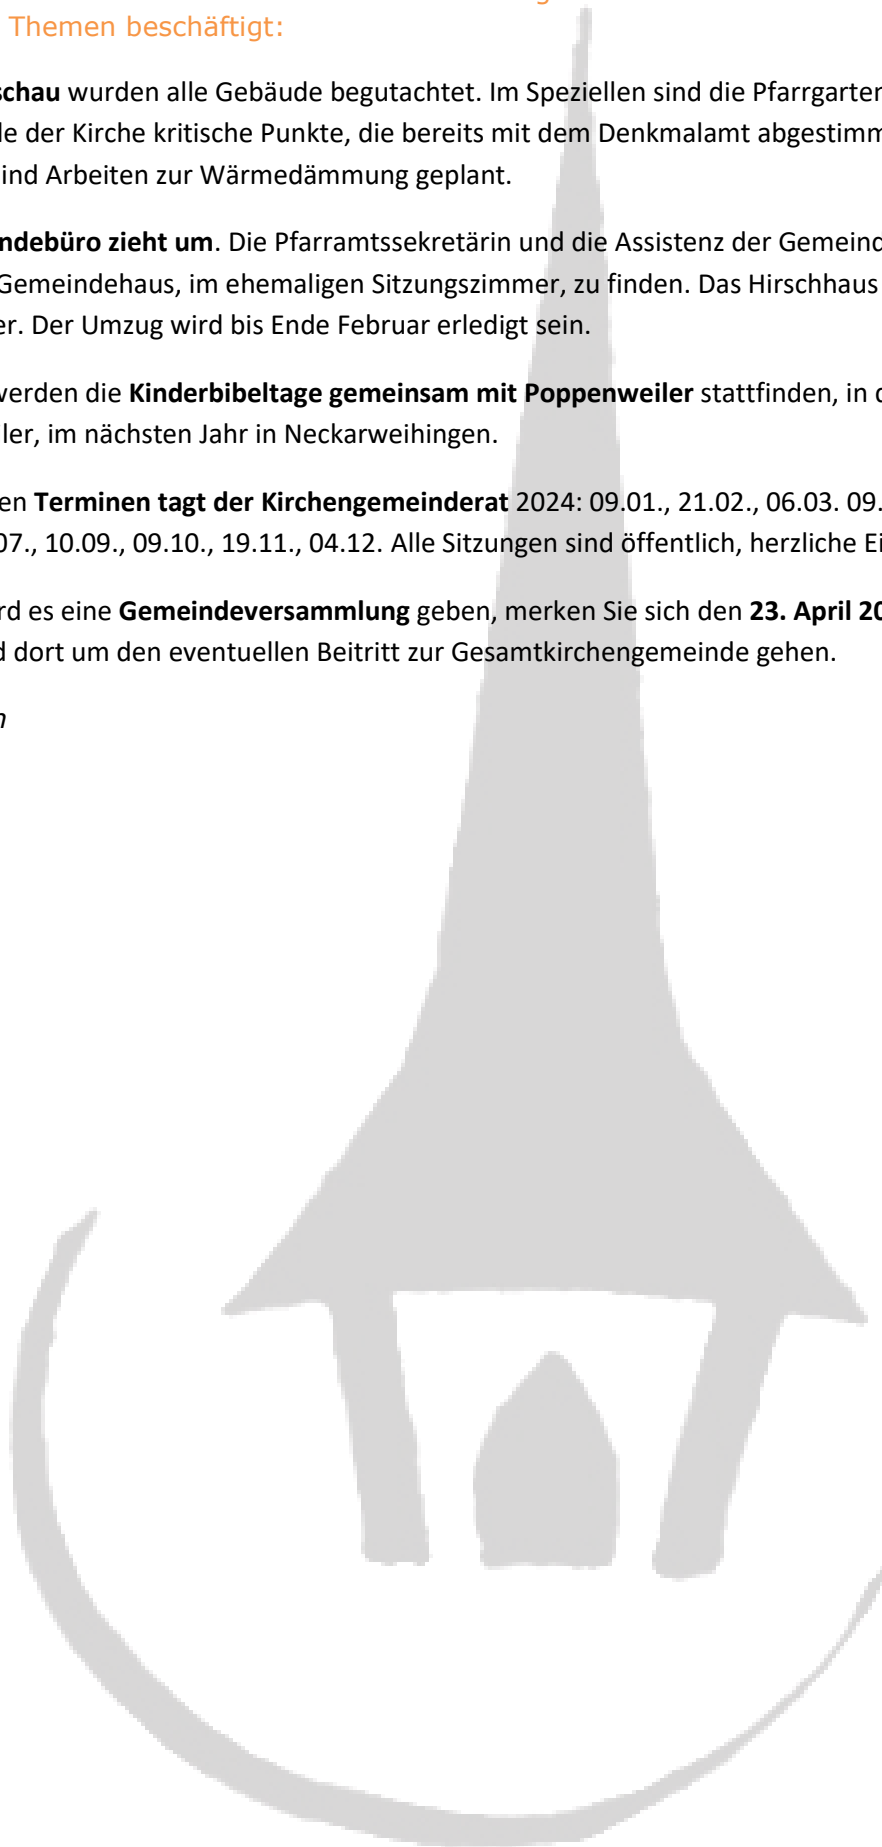 Themen beschäftigt:
schau wurden alle Gebäude begutachtet. Im Speziellen sind die Pfarrgarten
le der Kirche kritische Punkte, die bereits mit dem Denkmalamt abgestimm
ind Arbeiten zur Wärmedämmung geplant.
ndebüro zieht um. Die Pfarramtssekretärin und die Assistenz der Gemeind
Gemeindehaus, im ehemaligen Sitzungszimmer, zu finden. Das Hirschhaus
er. Der Umzug wird bis Ende Februar erledigt sein.
werden die Kinderbibeltage gemeinsam mit Poppenweiler stattfinden, in d
ler, im nächsten Jahr in Neckarweihingen.
en Terminen tagt der Kirchengemeinderat 2024: 09.01., 21.02., 06.03. 09.
07., 10.09., 09.10., 19.11., 04.12. Alle Sitzungen sind öffentlich, herzliche Ei
rd es eine Gemeindeversammlung geben, merken Sie sich den 23. April 20
d dort um den eventuellen Beitritt zur Gesamtkirchengemeinde gehen.
n